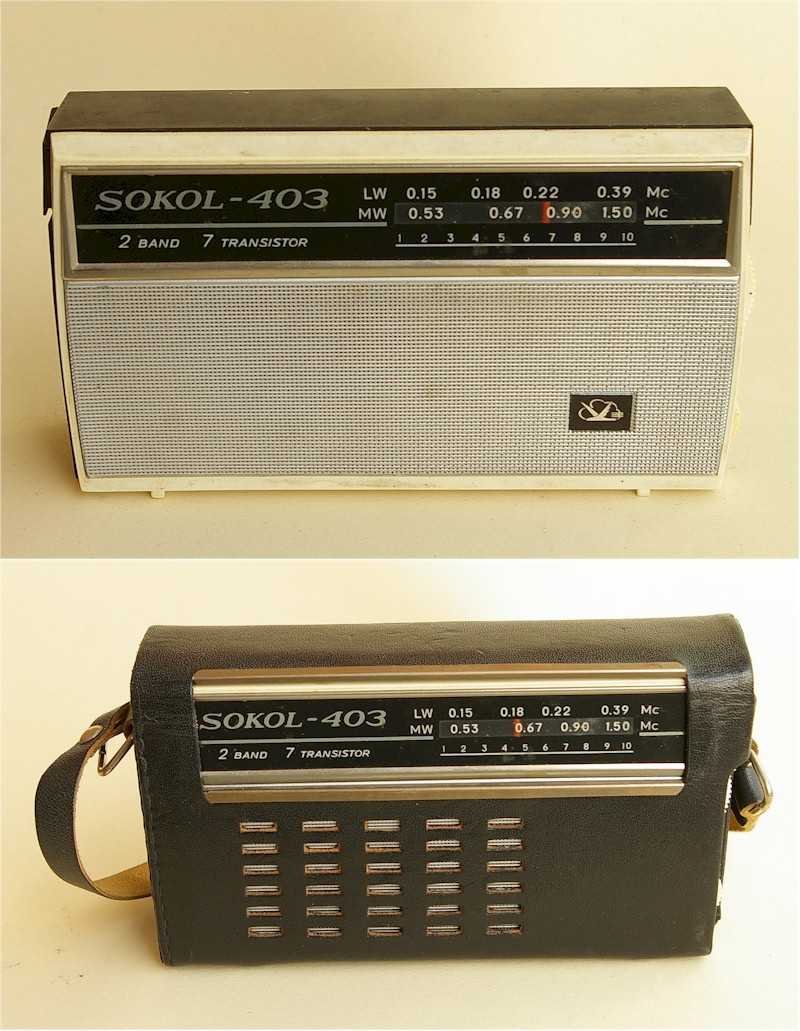 SOKOL-403
LW 0.15 0.18 0.22 0.39 Mc
MW 0.53 0.67 0.90 1.50 Mc
2 BAND 7 TRANSISTOR
1 2 3 4 5 6 7 8 9 10
SOKOL-403
LW 0.15 0.18 0.22 0.39 Mc
MW 0.53 0.67 0.90 1.50 Mc
2 BAND 7 TRANSISTOR
1 2 3 4 5 6 7 8 9 10